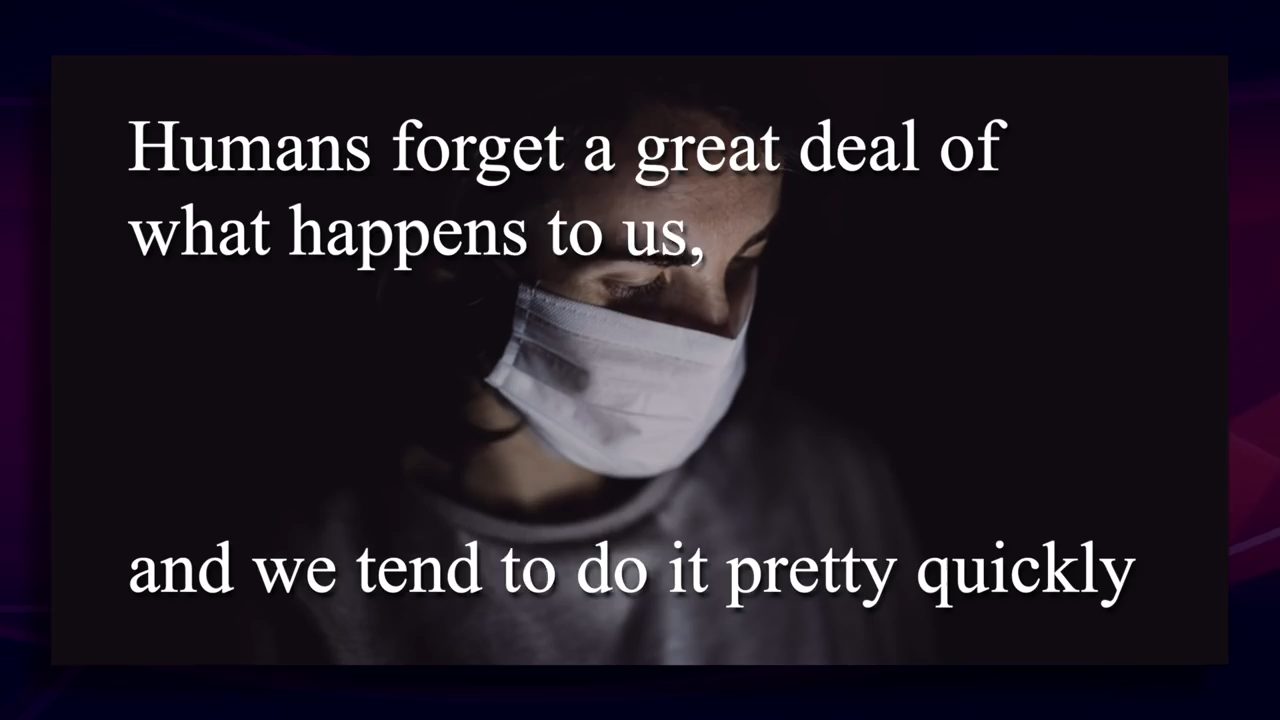 Humans forget a great deal of
what happens to us,
and we tend to do it pretty quickly